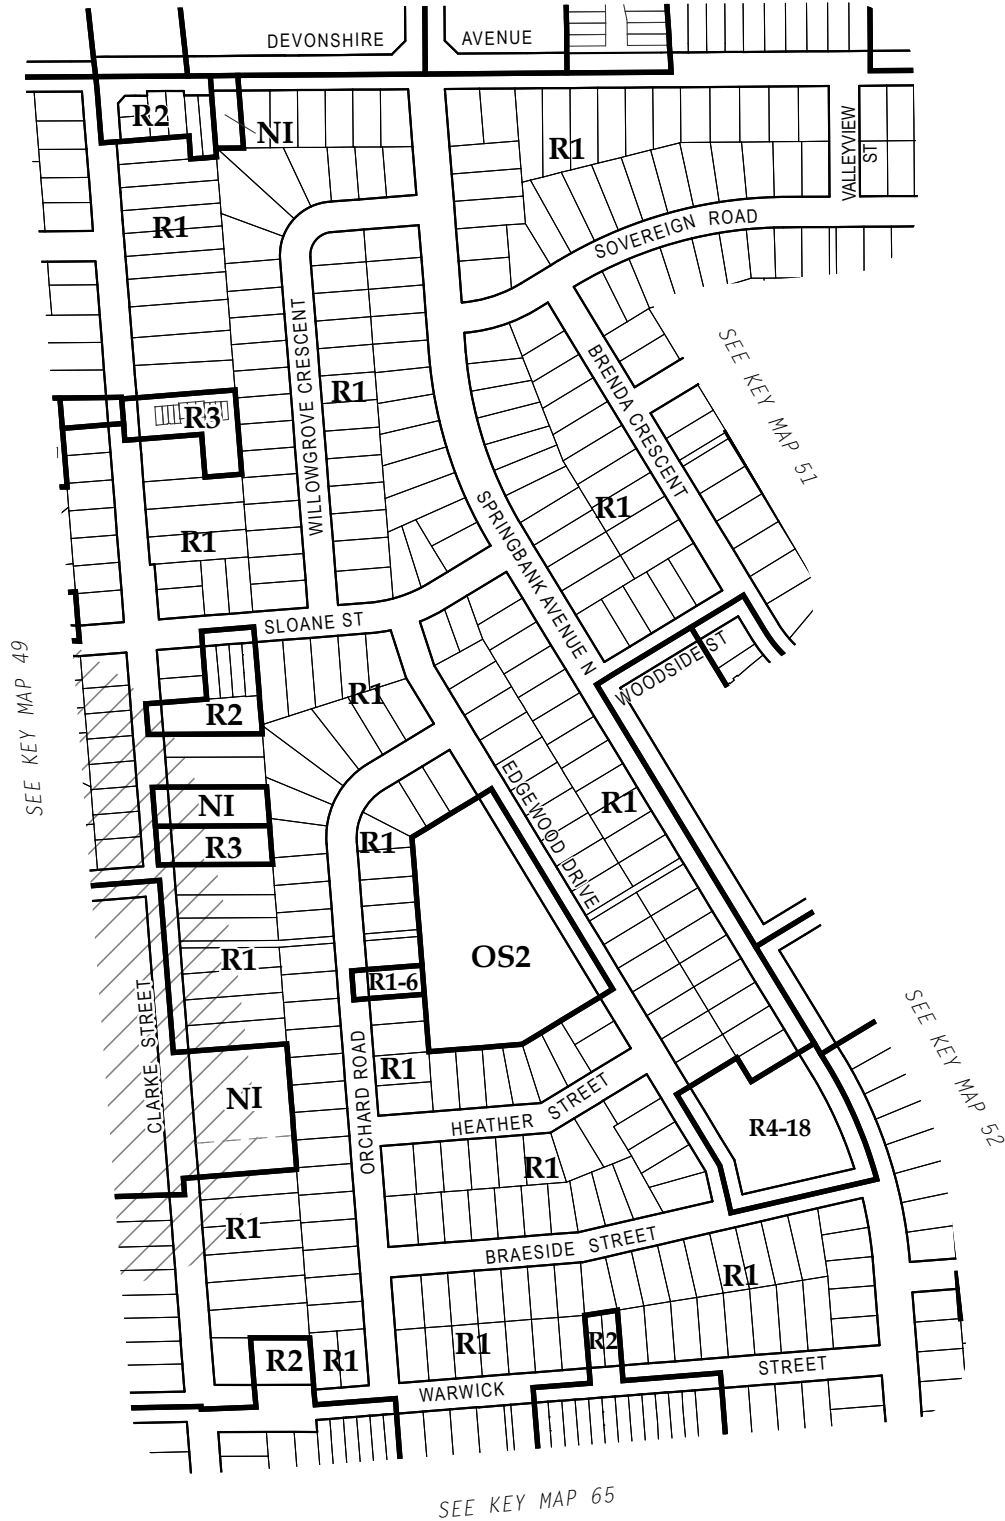 DEVONSHIRE AVENUE
R2
NI
R1
VALLEYVIEW
ST
R1
SOVEREIGN ROAD
WILLOWGROVE CRESCENT
R1
BRENDA CRESCENT
SEE KEY MAP 51
R3
R1
R1
SPRINGBANK AVENUE N
SLOANE ST
WOODSIDE ST
SEE KEY MAP 49
R2
R1
EDGEWOOD DRIVE
R1
NI
R3
R1
OS2
R1
R1-6
CLARKE STREET
ORCHARD ROAD
R1
SEE KEY MAP 52
NI
HEATHER STREET
R4-18
R1
R1
BRAESIDE STREET
R1
R2
R1
R1
R2
WARWICK STREET
SEE KEY MAP 65